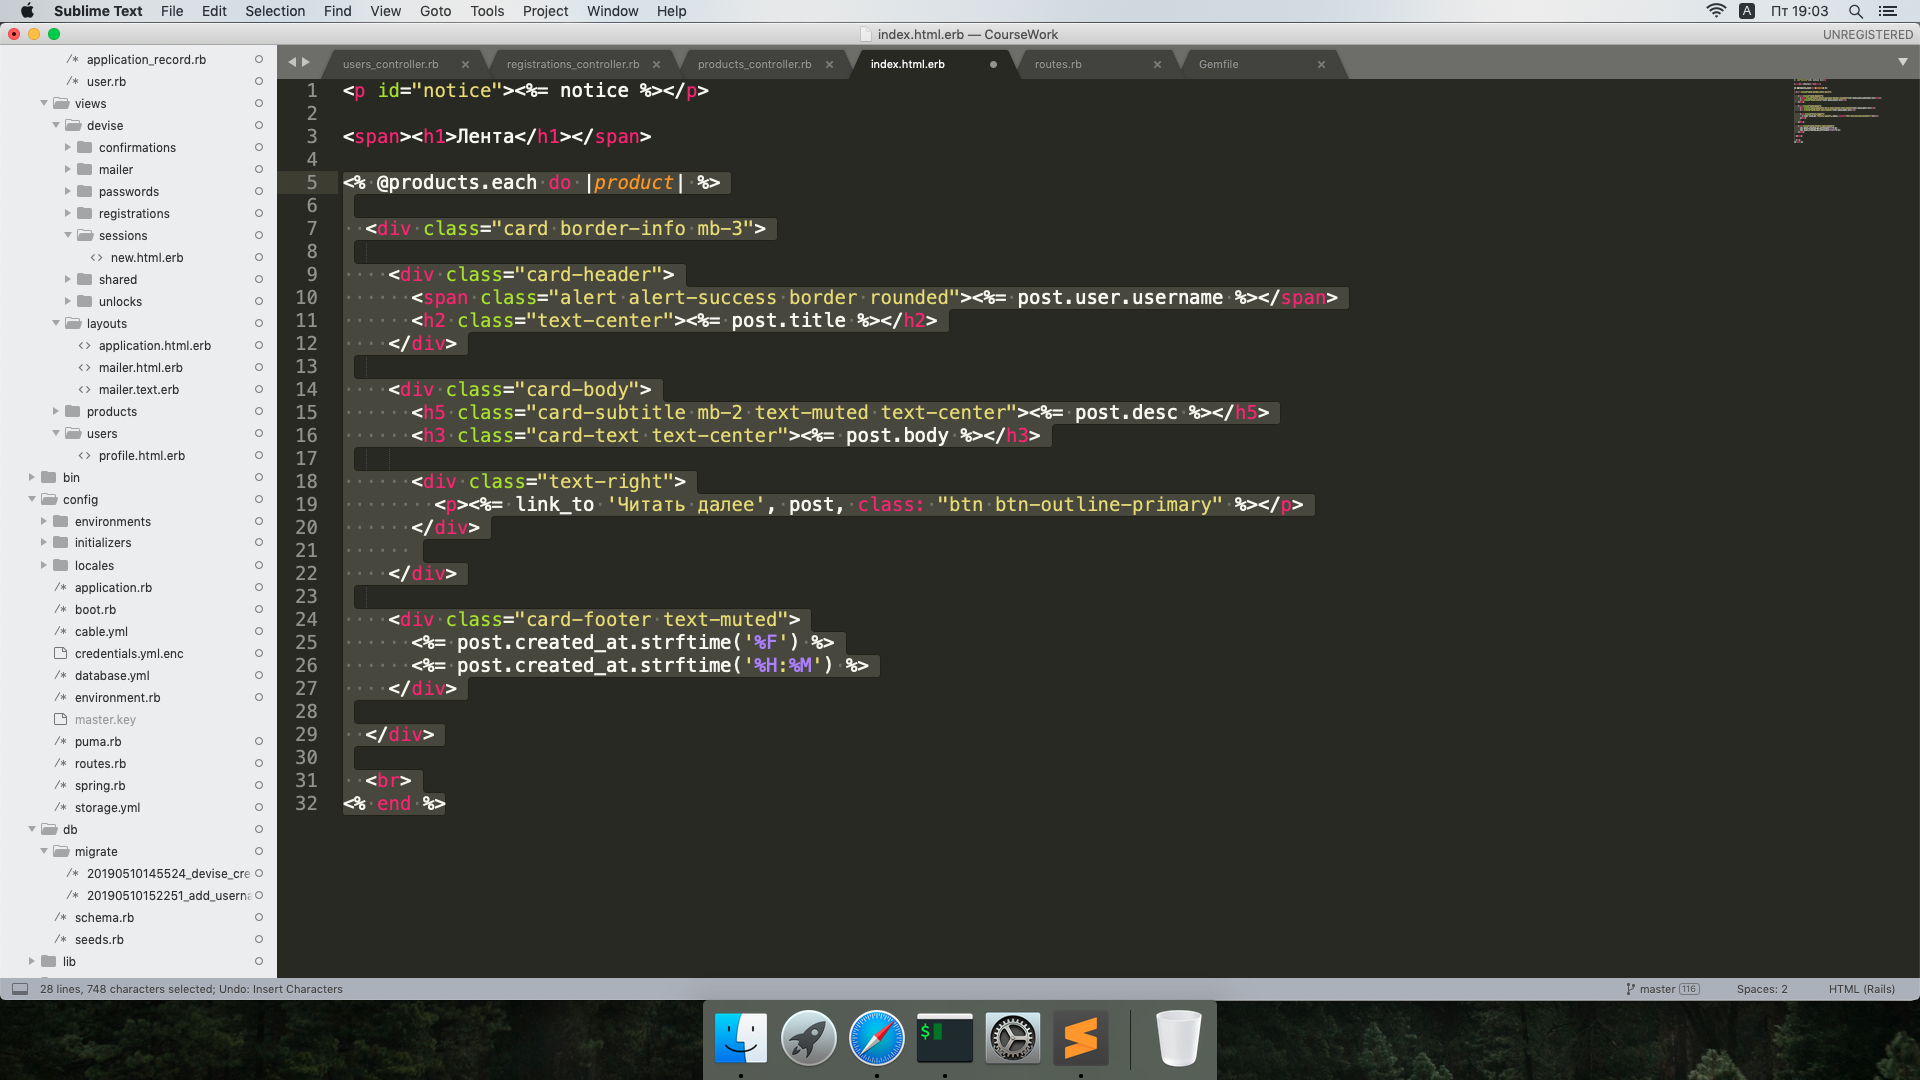 Sublime Text File Edit Selection Find View Goto Tools Project Window Help A Пт 19:03
index.html.erb — CourseWork UNREGISTERED
users_controller.rb registrations_controller.rb products_controller.rb index.html.erb routes.rb Gemfile
application_record.rb
user.rb
views
devise
confirmations
mailer
passwords
registrations
sessions
new.html.erb
shared
unlocks
layouts
application.html.erb
mailer.html.erb
mailer.text.erb
products
users
profile.html.erb
bin
config
environments
initializers
locales
application.rb
boot.rb
cable.yml
credentials.yml.enc
database.yml
environment.rb
master.key
puma.rb
routes.rb
spring.rb
storage.yml
db
migrate
20190510145524_devise_cre
20190510152251_add_userna
schema.rb
seeds.rb
lib
1 <p id="notice"><%= notice %></p>
2
3 <span><h1>Лента</h1></span>
4
5 <% @products.each do |product| %>
6
7 <div class="card border-info mb-3">
8
9 <div class="card-header">
10 <span class="alert alert-success border rounded"><%= post.user.username %></span>
11 <h2 class="text-center"><%= post.title %></h2>
12 </div>
13
14 <div class="card-body">
15 <h5 class="card-subtitle mb-2 text-muted text-center"><%= post.desc %></h5>
16 <h3 class="card-text text-center"><%= post.body %></h3>
17
18 <div class="text-right">
19 <p><%= link_to 'Читать далее', post, class: "btn btn-outline-primary" %></p>
20 </div>
21
22 </div>
23
24 <div class="card-footer text-muted">
25 <%= post.created_at.strftime('%F') %>
26 <%= post.created_at.strftime('%H:%M') %>
27 </div>
28
29 </div>
30
31 <br>
32 <% end %>
28 lines, 748 characters selected; Undo: Insert Characters master 116 Spaces: 2 HTML (Rails)
$